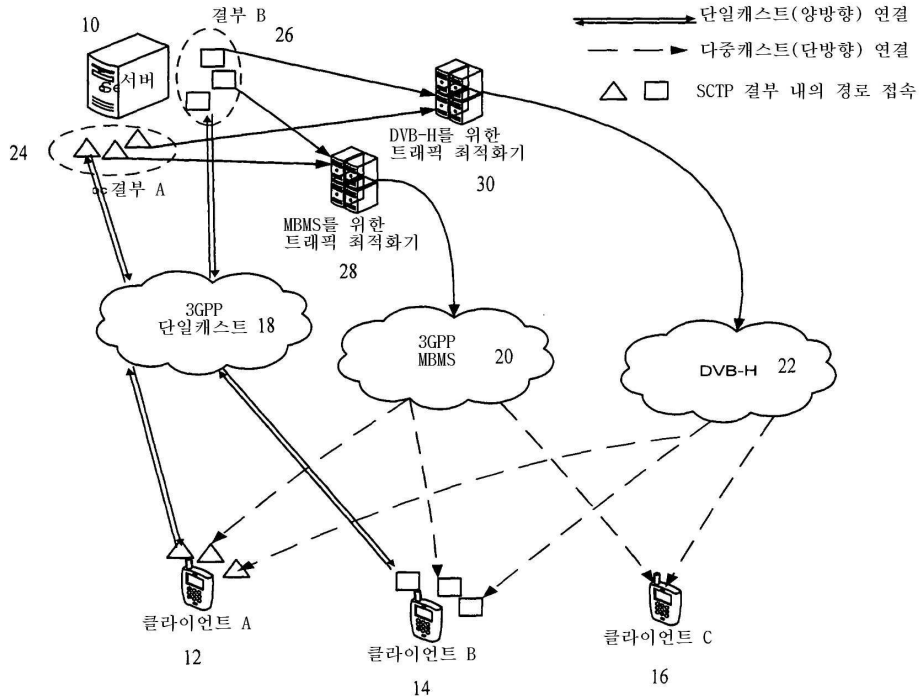 결부 B
10
26
단일캐스트(양방향) 연결
다중캐스트(단방향) 연결
SCTP 결부 내의 경로 접속
서버
24
결부 A
DVB-H를 위한
트래픽 최적화기
30
MBMS를 위한
트래픽 최적화기
28
3GPP
단일캐스트 18
3GPP
MBMS 20
DVB-H 22
클라이언트 A
12
클라이언트 B
14
클라이언트 C
16